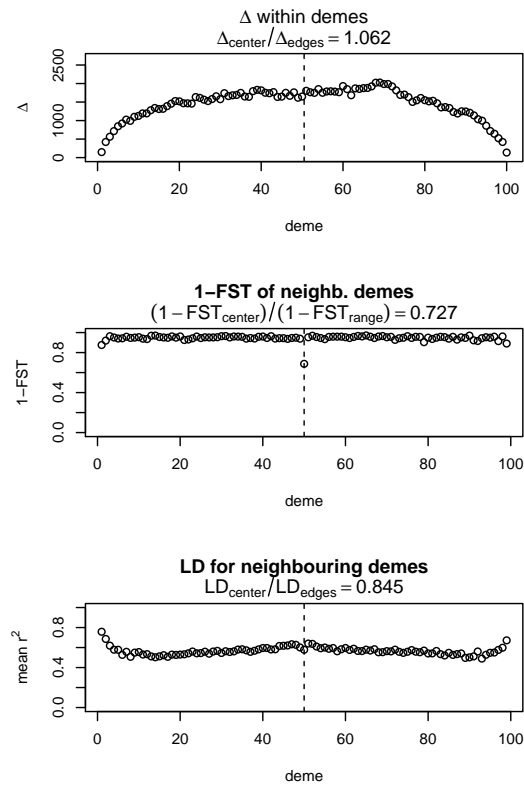 Δ within demes
Δcenter/Δedges = 1.062
2500
1000
0
Δ
0 20 40 60 80 100
deme
1−FST of neighb. demes
(1−FSTcenter)/(1−FSTrange) = 0.727
0.8
0.4
0.0
1−FST
0 20 40 60 80 100
deme
LD for neighbouring demes
LDcenter/LDedges = 0.845
0.8
0.4
0.0
mean r²
0 20 40 60 80 100
deme